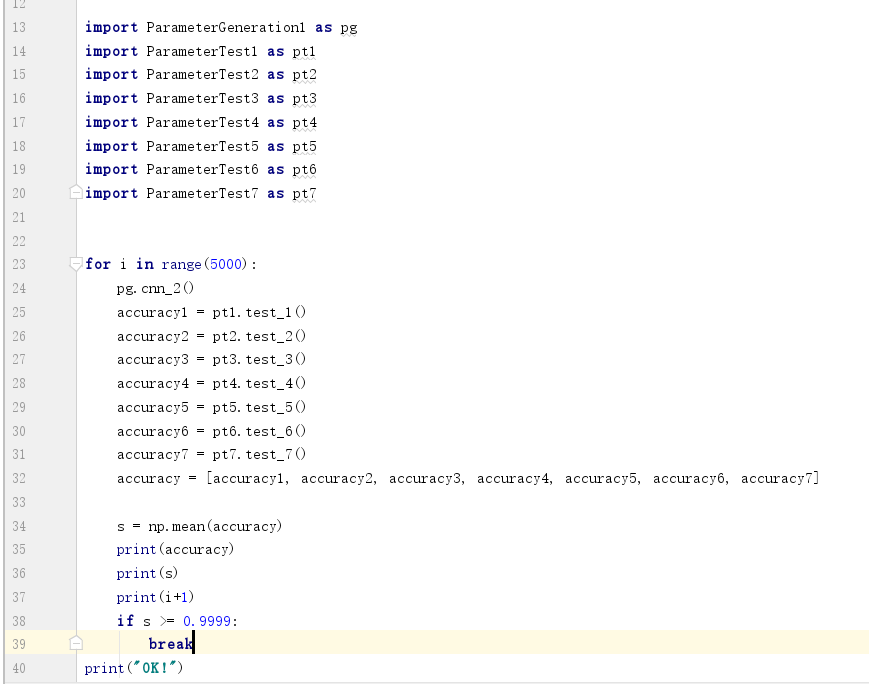 12
13 import ParameterGeneration1 as pg
14 import ParameterTest1 as pt1
15 import ParameterTest2 as pt2
16 import ParameterTest3 as pt3
17 import ParameterTest4 as pt4
18 import ParameterTest5 as pt5
19 import ParameterTest6 as pt6
20 import ParameterTest7 as pt7
21
22
23 for i in range(5000):
24 pg.cnn_2()
25 accuracy1 = pt1.test_1()
26 accuracy2 = pt2.test_2()
27 accuracy3 = pt3.test_3()
28 accuracy4 = pt4.test_4()
29 accuracy5 = pt5.test_5()
30 accuracy6 = pt6.test_6()
31 accuracy7 = pt7.test_7()
32 accuracy = [accuracy1, accuracy2, accuracy3, accuracy4, accuracy5, accuracy6, accuracy7]
33
34 s = np.mean(accuracy)
35 print(accuracy)
36 print(s)
37 print(i+1)
38 if s >= 0.9999:
39 break
40 print("OK!")